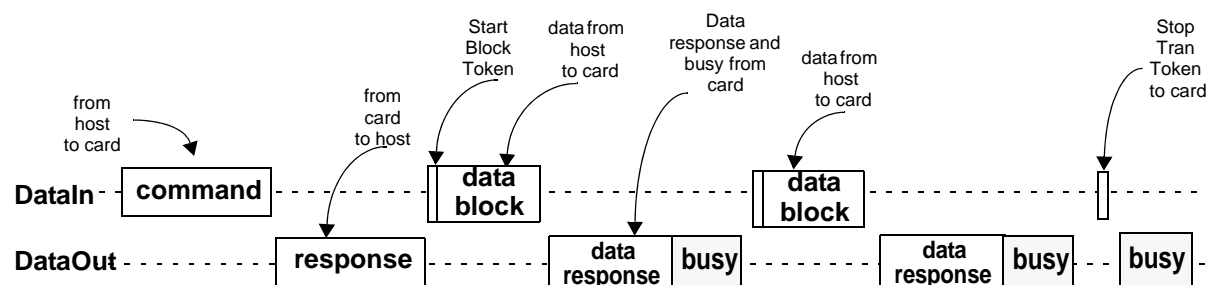 Start
Block
Token
data from
host
to card
Data
response and
busy from
card
data from
host
to card
Stop
Tran
Token
to card
from
host
to card
from
card
to host
DataIn
command
data
block
data
block
DataOut
response
data
response
busy
data
response
busy
busy